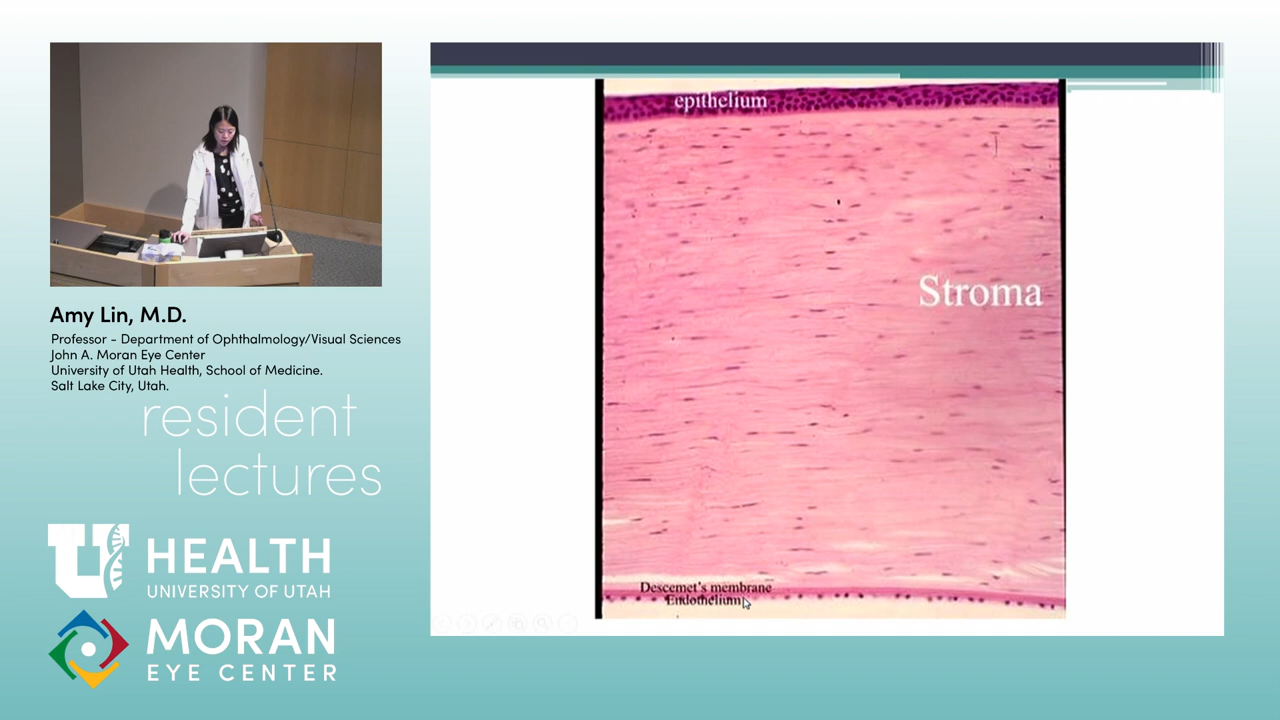 Amy Lin, M.D.
Professor - Department of Ophthalmology/Visual Sciences
John A. Moran Eye Center
University of Utah Health, School of Medicine.
Salt Lake City, Utah.
resident
lectures
U HEALTH
UNIVERSITY OF UTAH
MORAN
EYE CENTER
epithelium
Stroma
Descemet's membrane
Endothelium